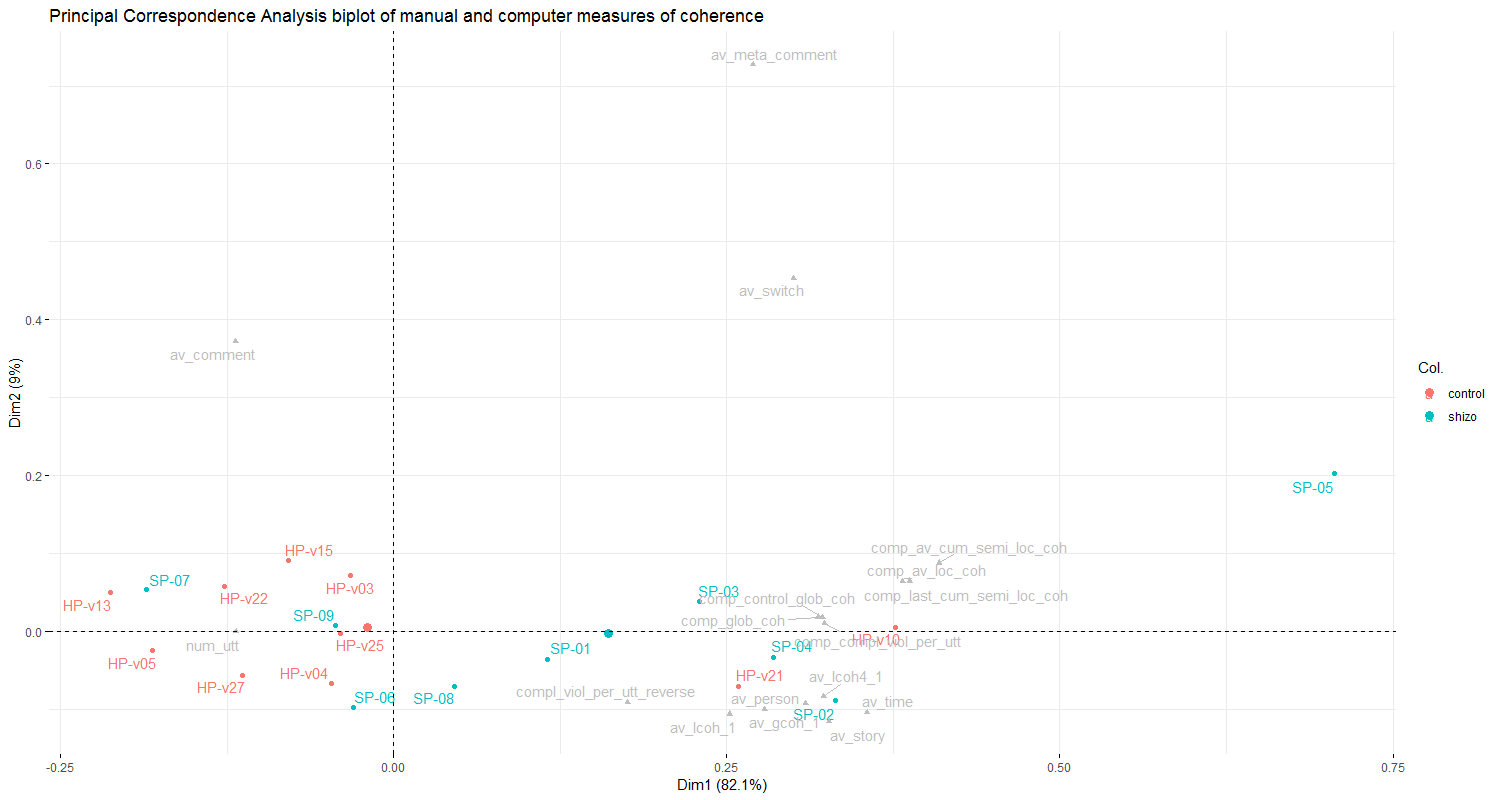 Principal Correspondence Analysis biplot of manual and computer measures of coherence
av_meta_comment
av_switch
av_comment
SP-05
comp_av_cum_semi_loc_coh
comp_av_loc_coh
comp_last_cum_semi_loc_coh
HP-v15
SP-07
HP-v03
HP-v22
HP-v13
SP-03
comp_control_glob_coh
comp_glob_coh
SP-09
HP-v10
comp_compl_viol_per_utt
num_utt
HP-v25
SP-01
SP-04
HP-v05
HP-v04
HP-v27
SP-06
SP-08
HP-v21
av_lcoh4_1
compl_viol_per_utt_reverse
av_person
av_time
SP-02
av_gcoh_1
av_lcoh_1
av_story
0.6
0.4
0.2
0.0
Dim2 (9%)
-0.25
0.00
0.25
0.50
0.75
Dim1 (82.1%)
Col.
control
shizo